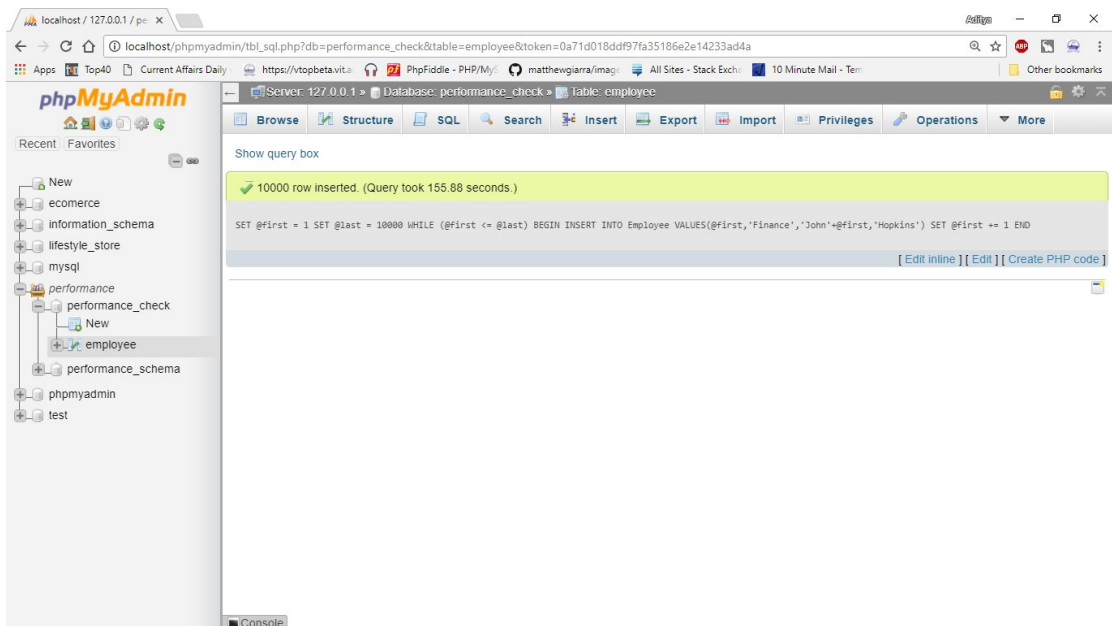 localhost / 127.0.0.1 / pe
Aditya
localhost/phpmyadmin/tbl_sql.php?db=performance_check&table=employee&token=0a71d018ddf97fa35186e2e14233ad4a
Apps Top40 Current Affairs Daily https://vtopbeta.vit.a PhpFiddle - PHP/MyS matthewgiarra/image All Sites - Stack Excha 10 Minute Mail - Tem Other bookmarks
phpMyAdmin
Recent Favorites
New
ecomerce
information_schema
lifestyle_store
mysql
performance
performance_check
New
employee
performance_schema
phpmyadmin
test
Server: 127.0.0.1 » Database: performance_check » Table: employee
Browse Structure SQL Search Insert Export Import Privileges Operations More
Show query box
10000 row inserted. (Query took 155.88 seconds.)
SET @first = 1 SET @last = 10000 WHILE (@first <= @last) BEGIN INSERT INTO Employee VALUES(@first,'Finance','John'+@first,'Hopkins') SET @first += 1 END
[ Edit inline ] [ Edit ] [ Create PHP code ]
Console